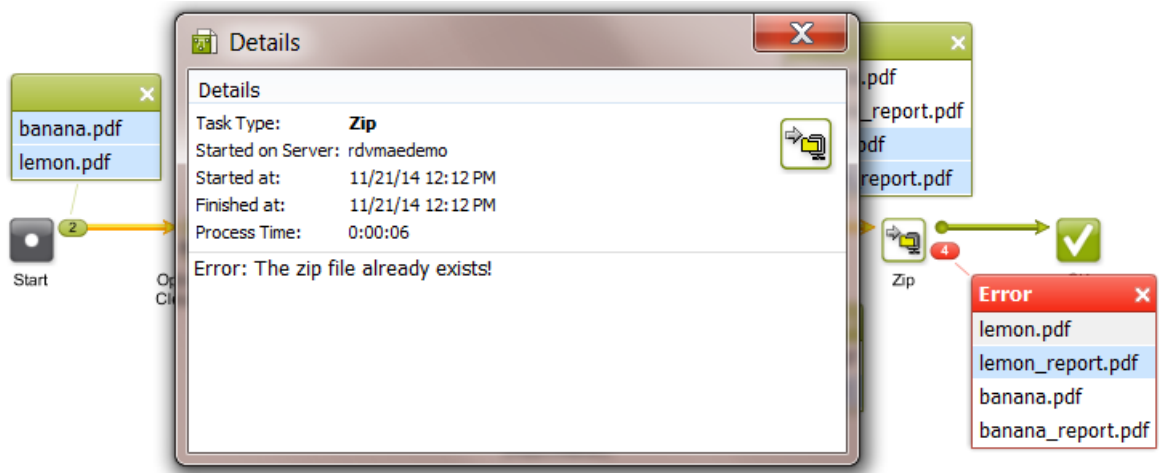 Details
Details
Task Type: Zip
Started on Server: rdvmaedemo
Started at: 11/21/14 12:12 PM
Finished at: 11/21/14 12:12 PM
Process Time: 0:00:06
Error: The zip file already exists!
banana.pdf
lemon.pdf
2
Start
.pdf
_report.pdf
report.pdf
4
Zip
Error
lemon.pdf
lemon_report.pdf
banana.pdf
banana_report.pdf